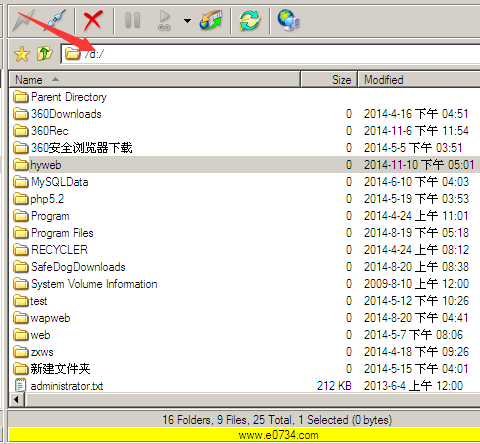 GO
/d:/
Name Size Modified
Parent Directory
360Downloads 0 2014-4-16 下午 04:51
360Rec 0 2014-11-6 下午 11:54
360安全浏览器下载 0 2014-5-5 下午 03:51
hyweb 0 2014-11-10 下午 05:01
MySQLData 0 2014-6-10 下午 04:03
php5.2 0 2014-5-19 下午 03:53
Program 0 2014-4-24 上午 11:01
Program Files 0 2014-8-19 下午 05:18
RECYCLER 0 2014-4-24 上午 08:12
SafeDogDownloads 0 2014-8-20 上午 08:38
System Volume Information 0 2009-8-10 上午 12:00
test 0 2014-5-12 下午 10:26
wapweb 0 2014-8-20 下午 04:41
web 0 2014-5-7 下午 08:06
zxws 0 2014-4-18 下午 09:26
新建文件夹 0 2014-5-15 下午 04:01
administrator.txt 212 KB 2013-6-4 上午 12:00
16 Folders, 9 Files, 25 Total, 1 Selected (0 bytes)
www.e0734.com